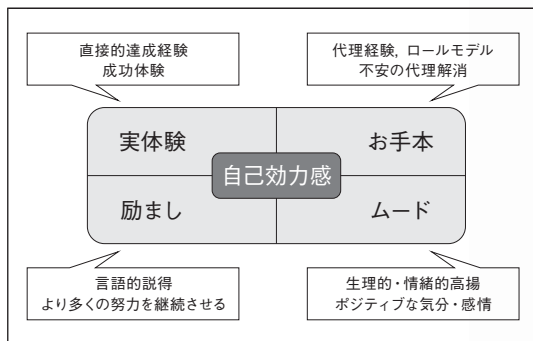 直接的達成経験
成功体験
代理経験, ロールモデル
不安の代理解消
実体験
お手本
自己効力感
励まし
ムード
言語的説得
より多くの努力を継続させる
生理的・情緒的高揚
ポジティブな気分・感情